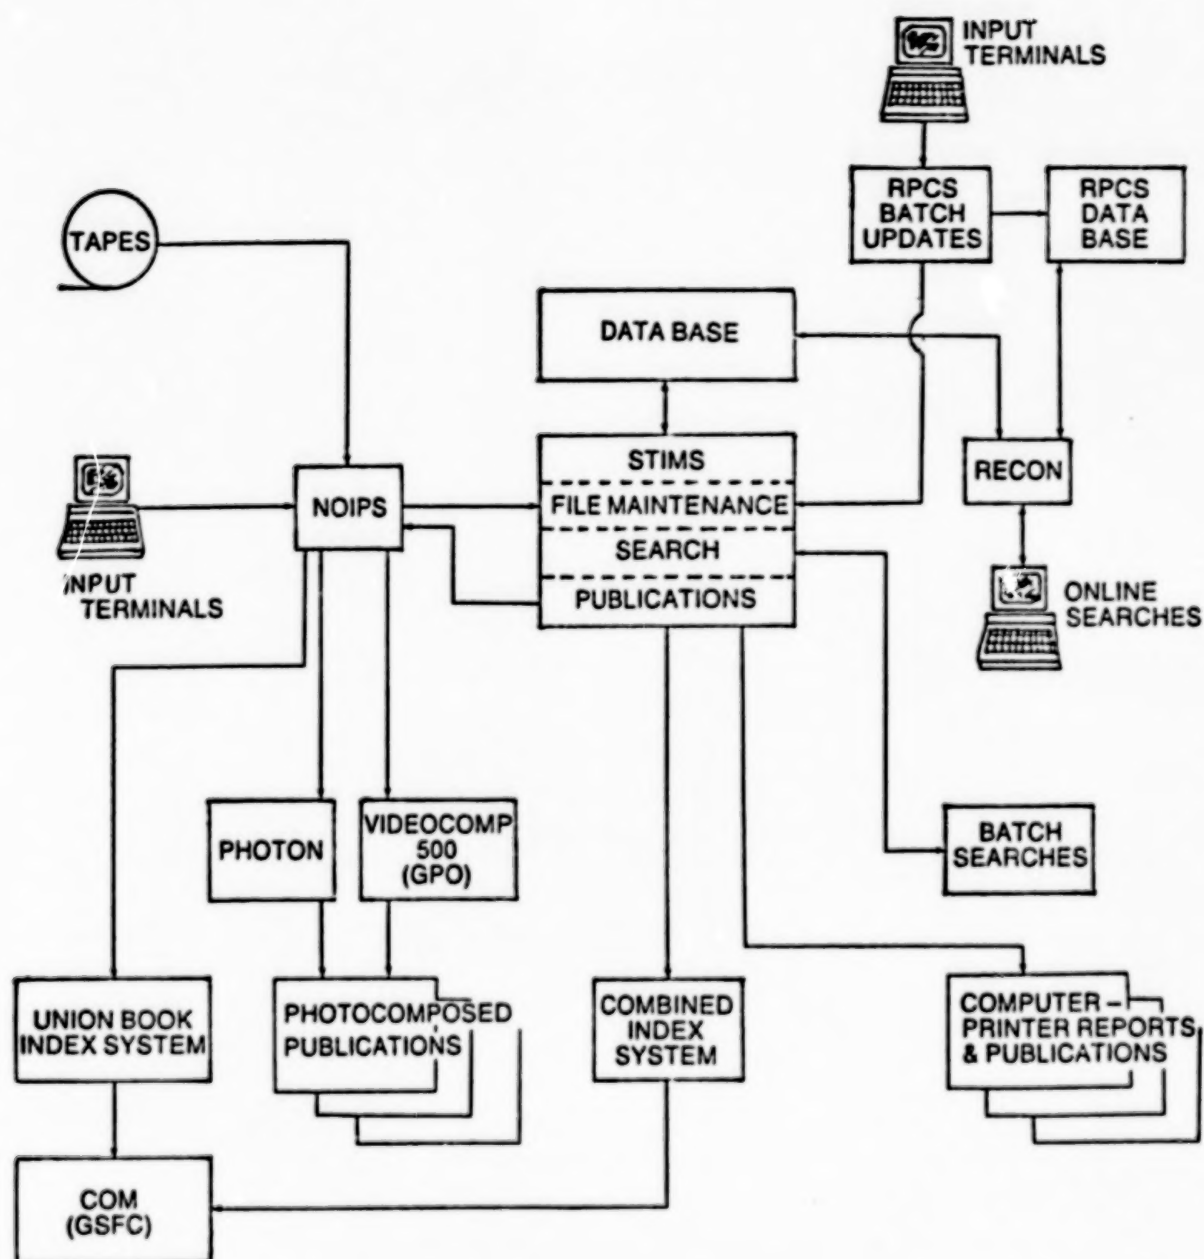 INPUT
TERMINALS
RPCS
BATCH
UPDATES
RPCS
DATA
BASE
TAPES
DATA BASE
STIMS
FILE MAINTENANCE
SEARCH
PUBLICATIONS
NOIPS
RECON
INPUT
TERMINALS
ONLINE
SEARCHES
PHOTON
VIDEOCOMP
500
(GPO)
BATCH
SEARCHES
UNION BOOK
INDEX SYSTEM
PHOTOCOMPOSED
PUBLICATIONS
COMBINED
INDEX
SYSTEM
COMPUTER –
PRINTER REPORTS
& PUBLICATIONS
COM
(GSFC)